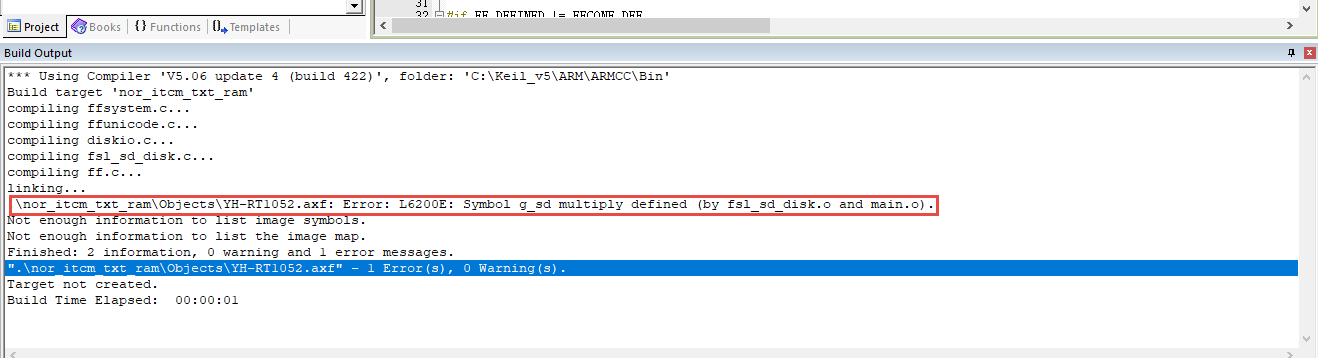 31
32 #if FF_DEFINED != FFCONF_DEF
Project Books {} Functions 0→ Templates
Build Output
*** Using Compiler 'V5.06 update 4 (build 422)', folder: 'C:\Keil_v5\ARM\ARMCC\Bin'
Build target 'nor_itcm_txt_ram'
compiling ffsystem.c...
compiling ffunicode.c...
compiling diskio.c...
compiling fsl_sd_disk.c...
compiling ff.c...
linking...
\nor_itcm_txt_ram\Objects\YH-RT1052.axf: Error: L6200E: Symbol g_sd multiply defined (by fsl_sd_disk.o and main.o).
Not enough information to list image symbols.
Not enough information to list the image map.
Finished: 2 information, 0 warning and 1 error messages.
".\nor_itcm_txt_ram\Objects\YH-RT1052.axf" - 1 Error(s), 0 Warning(s).
Target not created.
Build Time Elapsed:  00:00:01